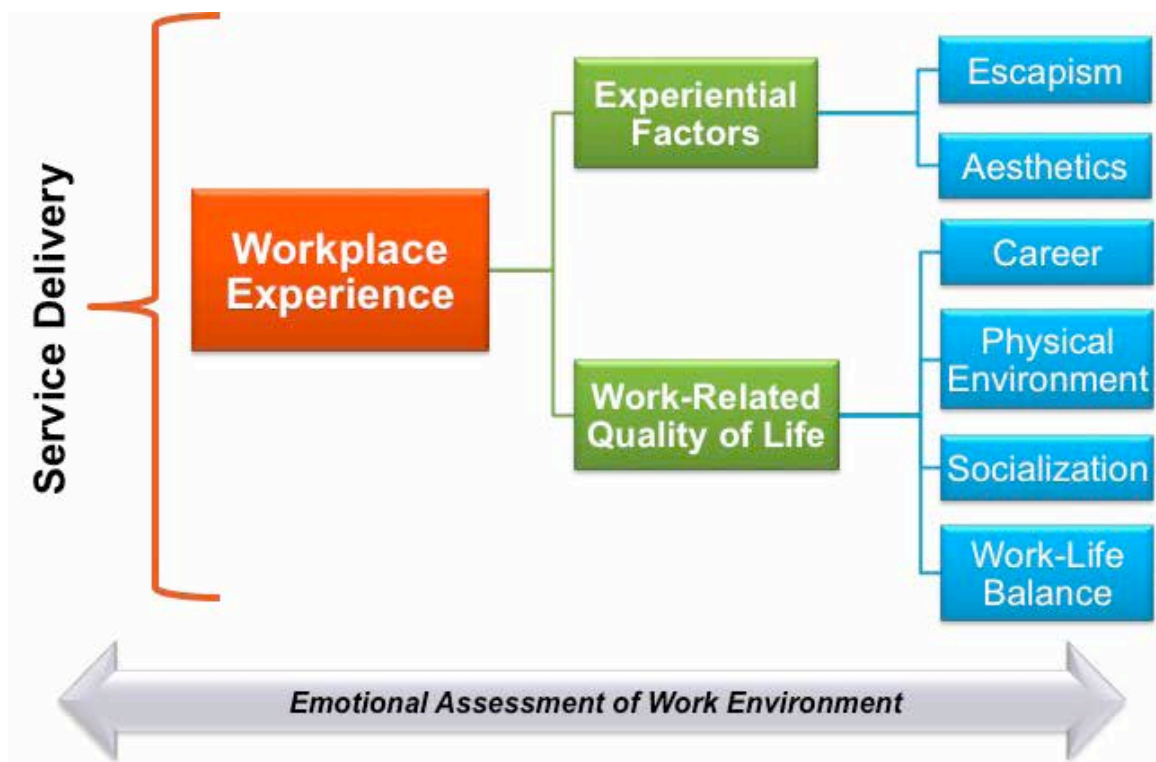 Service Delivery
Workplace
Experience
Experiential
Factors
Work-Related
Quality of Life
Escapism
Aesthetics
Career
Physical
Environment
Socialization
Work-Life
Balance
Emotional Assessment of Work Environment